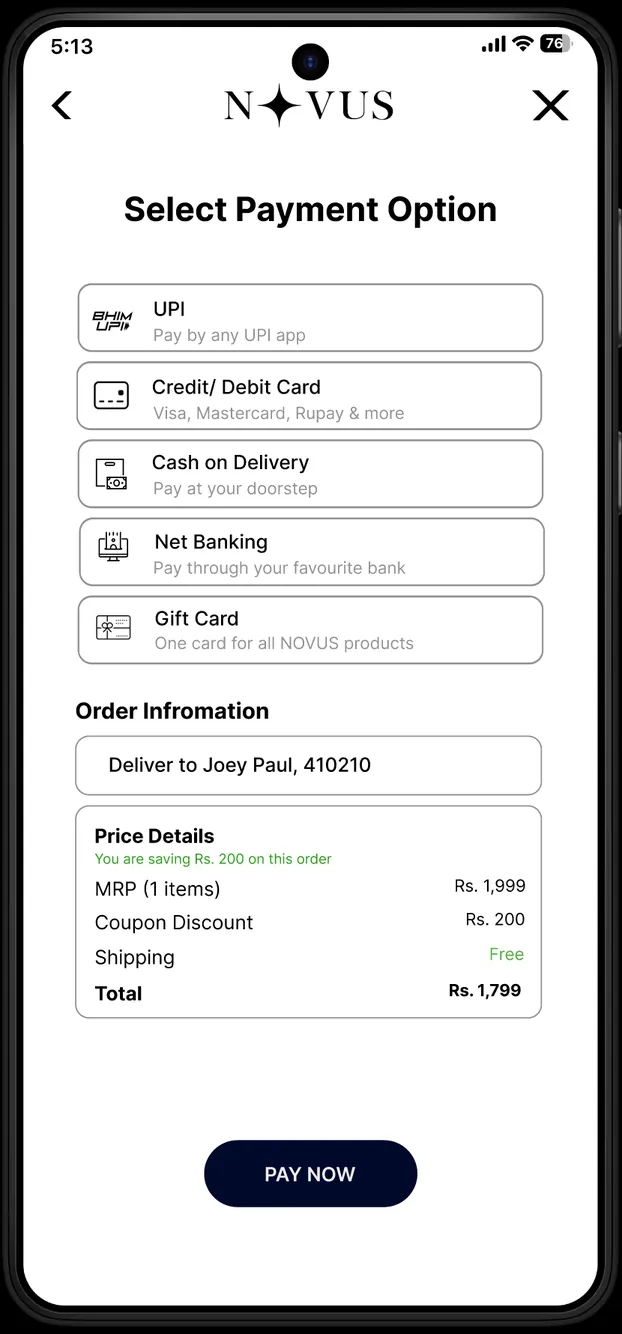 5:13
76
NOVUS
Select Payment Option
BHIM
UPI
UPI
Pay by any UPI app
Credit/ Debit Card
Visa, Mastercard, Rupay & more
Cash on Delivery
Pay at your doorstep
Net Banking
Pay through your favourite bank
Gift Card
One card for all NOVUS products
Order Infromation
Deliver to Joey Paul, 410210
Price Details
You are saving Rs. 200 on this order
MRP (1 items) Rs. 1,999
Coupon Discount Rs. 200
Shipping Free
Total Rs. 1,799
PAY NOW